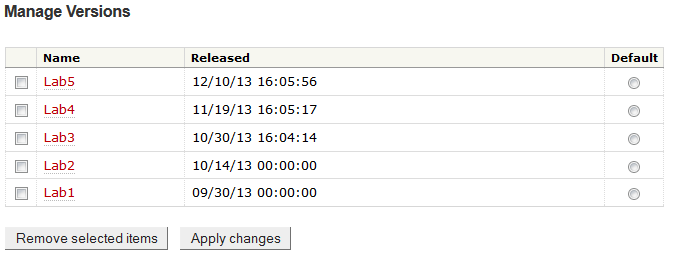 Manage Versions
Name Released Default
Lab5 12/10/13 16:05:56
Lab4 11/19/13 16:05:17
Lab3 10/30/13 16:04:14
Lab2 10/14/13 00:00:00
Lab1 09/30/13 00:00:00
Remove selected items Apply changes